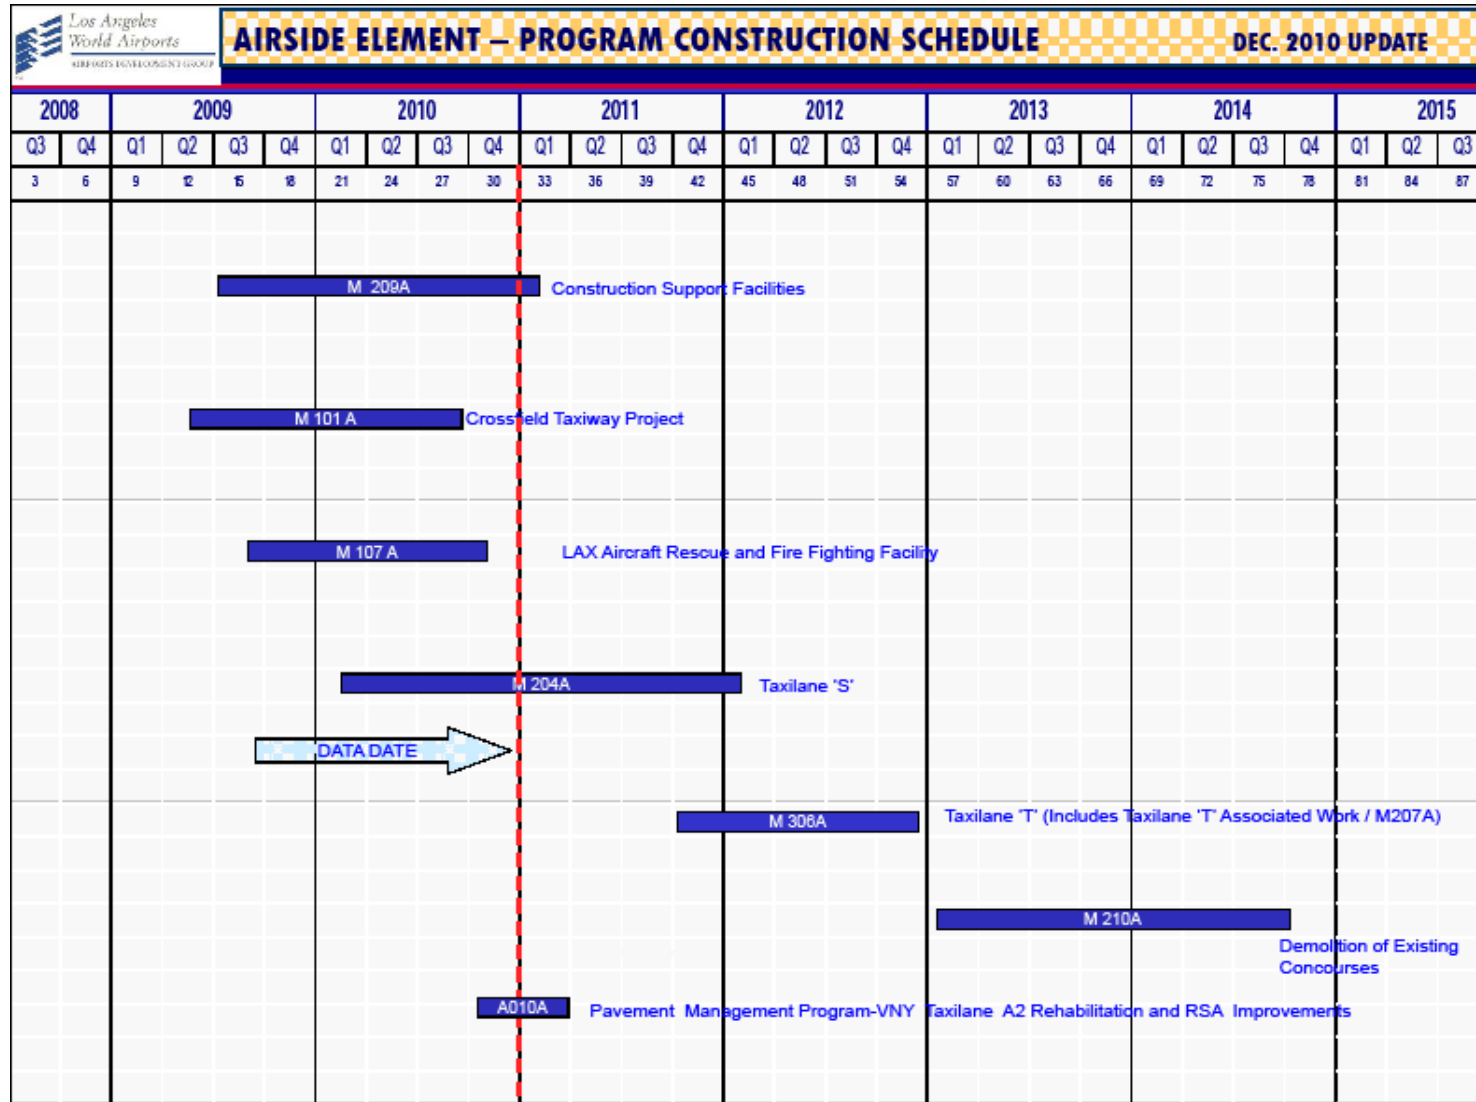 Los Angeles
World Airports
AIRPORTS DEVELOPMENT GROUP
AIRSIDE ELEMENT – PROGRAM CONSTRUCTION SCHEDULE DEC. 2010 UPDATE
2008 2009 2010 2011 2012 2013 2014 2015
Q3 Q4 Q1 Q2 Q3 Q4 Q1 Q2 Q3 Q4 Q1 Q2 Q3 Q4 Q1 Q2 Q3 Q4 Q1 Q2 Q3 Q4 Q1 Q2 Q3 Q4 Q1 Q2 Q3
3 6 9 12 15 18 21 24 27 30 33 36 39 42 45 48 51 54 57 60 63 66 69 72 75 78 81 84 87
M 209A Construction Support Facilities
M 101 A Crossfield Taxiway Project
M 107 A LAX Aircraft Rescue and Fire Fighting Facility
M 204A Taxilane 'S'
DATA DATE
M 306A Taxilane 'T' (Includes Taxilane 'T' Associated Work / M207A)
M 210A
Demolition of Existing
Concourses
A010A Pavement Management Program-VNY Taxilane A2 Rehabilitation and RSA Improvements